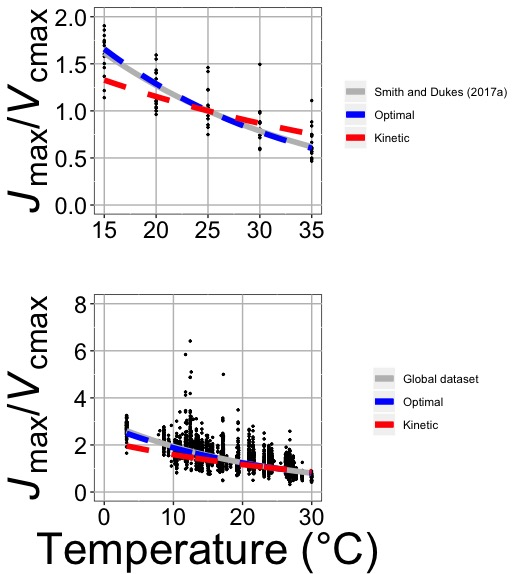 Jmax/Vcmax
2.0
1.5
1.0
0.5
0.0
15 20 25 30 35
Smith and Dukes (2017a)
Optimal
Kinetic
Jmax/Vcmax
8
6
4
2
0
0 10 20 30
Global dataset
Optimal
Kinetic
Temperature (°C)